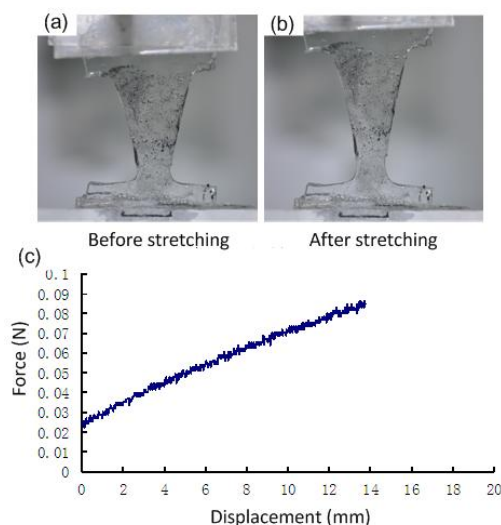 (a)
(b)
Before stretching
After stretching
(c)
0.1
0.09
0.08
0.07
0.06
0.05
0.04
0.03
0.02
0.01
0
Force (N)
0 2 4 6 8 10 12 14 16 18 20
Displacement (mm)